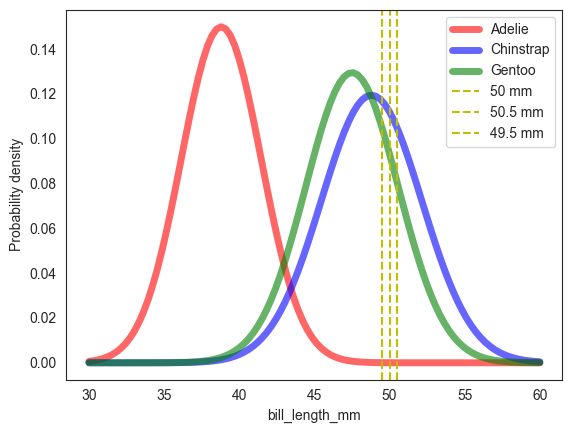 Adelie
Chinstrap
Gentoo
50 mm
50.5 mm
49.5 mm
Probability density
0.14
0.12
0.10
0.08
0.06
0.04
0.02
0.00
30 35 40 45 50 55 60
bill_length_mm